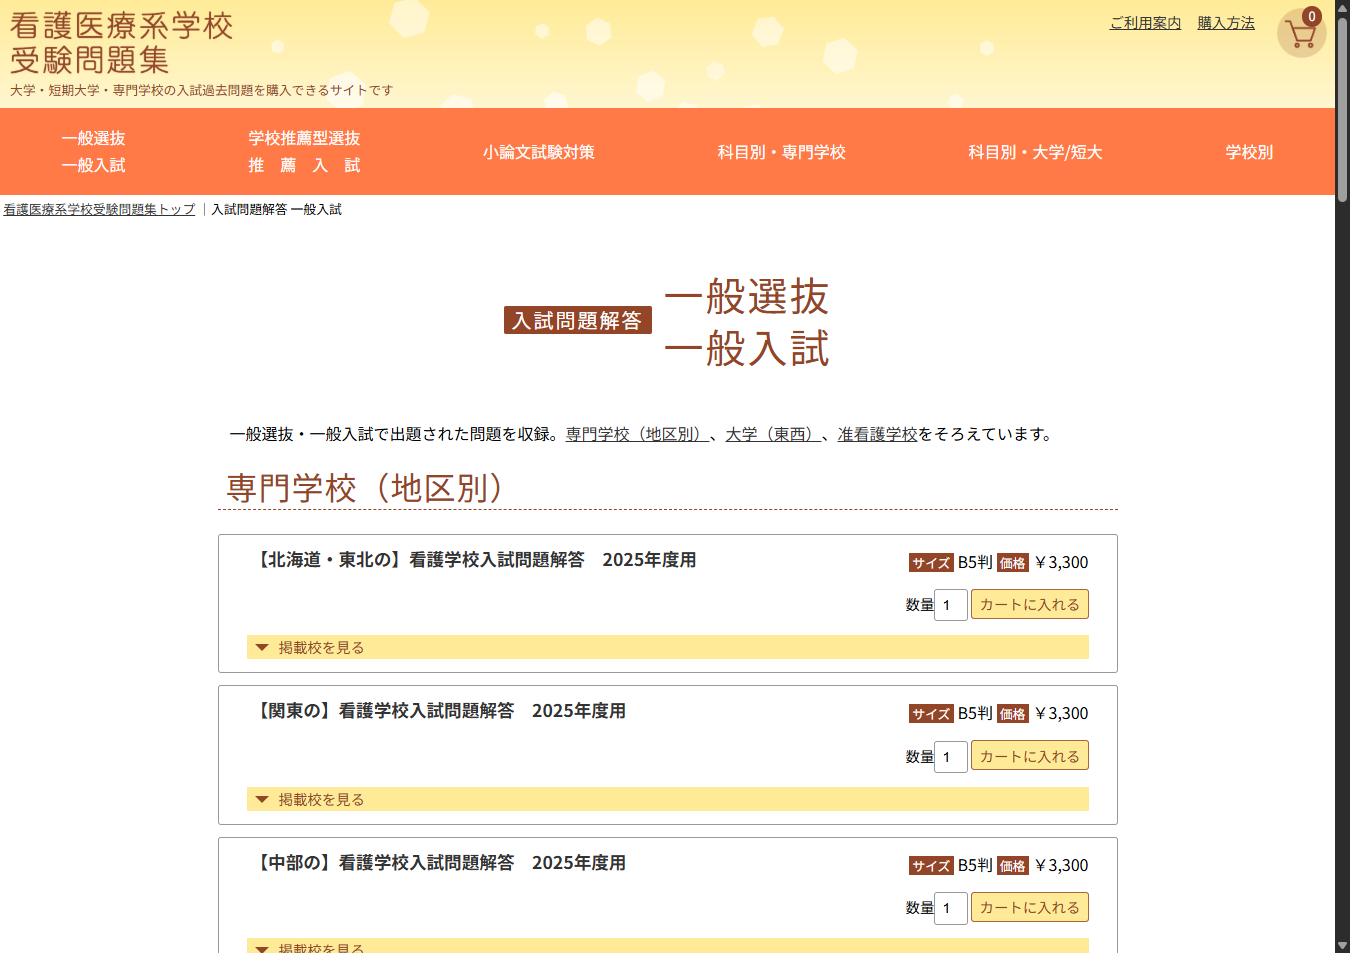 看護医療系学校
受験問題集
大学・短期大学・専門学校の入試過去問題を購入できるサイトです
ご利用案内 購入方法
0
一般選抜
一般入試
学校推薦型選抜
推 薦 入 試
小論文試験対策
科目別・専門学校
科目別・大学/短大
学校別
看護医療系学校受験問題集トップ | 入試問題解答 一般入試
入試問題解答
一般選抜
一般入試
一般選抜・一般入試で出題された問題を収録。専門学校（地区別）、大学（東西）、准看護学校をそろえています。
専門学校（地区別）
【北海道・東北の】看護学校入試問題解答　2025年度用
サイズ B5判 価格 ￥3,300
数量 1 カートに入れる
掲載校を見る
【関東の】看護学校入試問題解答　2025年度用
サイズ B5判 価格 ￥3,300
数量 1 カートに入れる
掲載校を見る
【中部の】看護学校入試問題解答　2025年度用
サイズ B5判 価格 ￥3,300
数量 1 カートに入れる
掲載校を見る